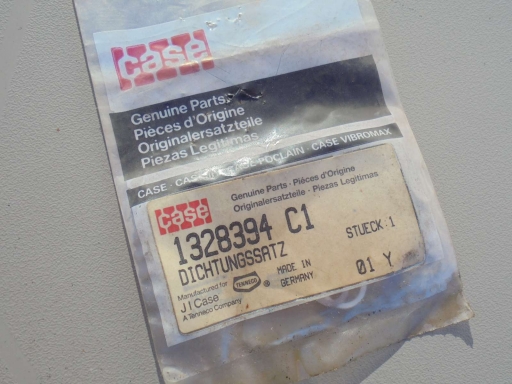 case
Genuine Parts
Pièces d'Origine
Originalersatzteile
Piezas Legitimas
CASE POCLAIN CASE VIBROMAX
Genuine Parts · Pièces d'Origine
Originalersatzteile · Piezas Legitimas
case
1328394 C1
DICHTUNGSSATZ
STUECK:1
Manufactured for
J I Case
A Tenneco Company
TENNECO
®
MADE IN
GERMANY
01 Y